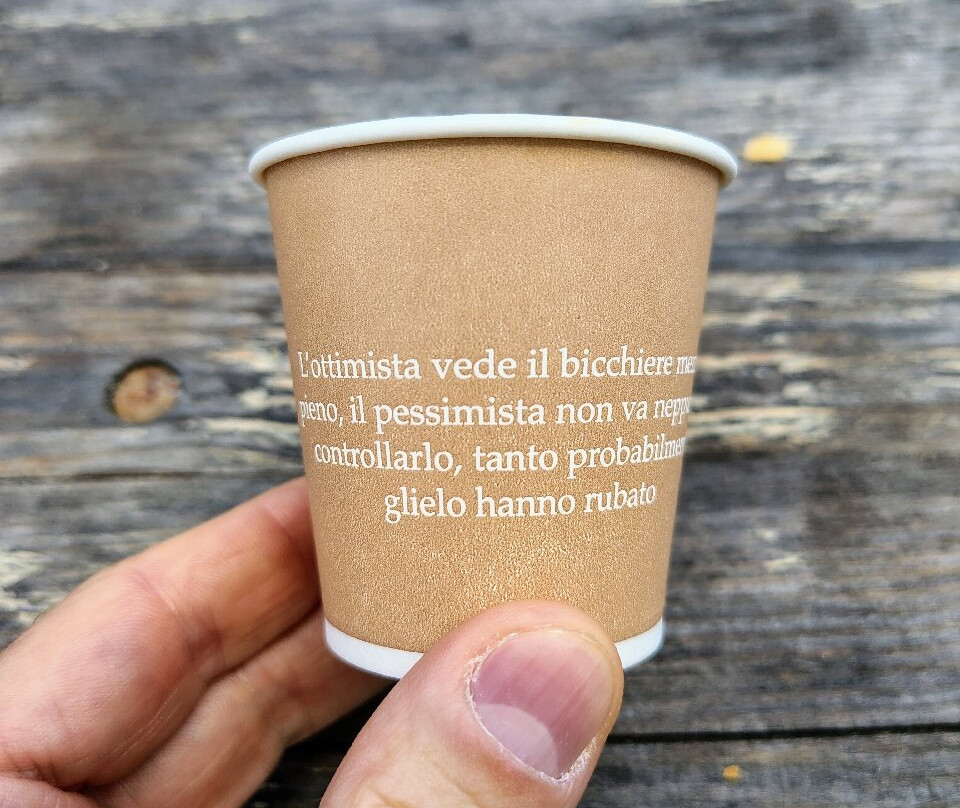 L'ottimista vede il bicchiere
pieno, il pessimista non va
controllarlo, tanto
glielo hanno rubato